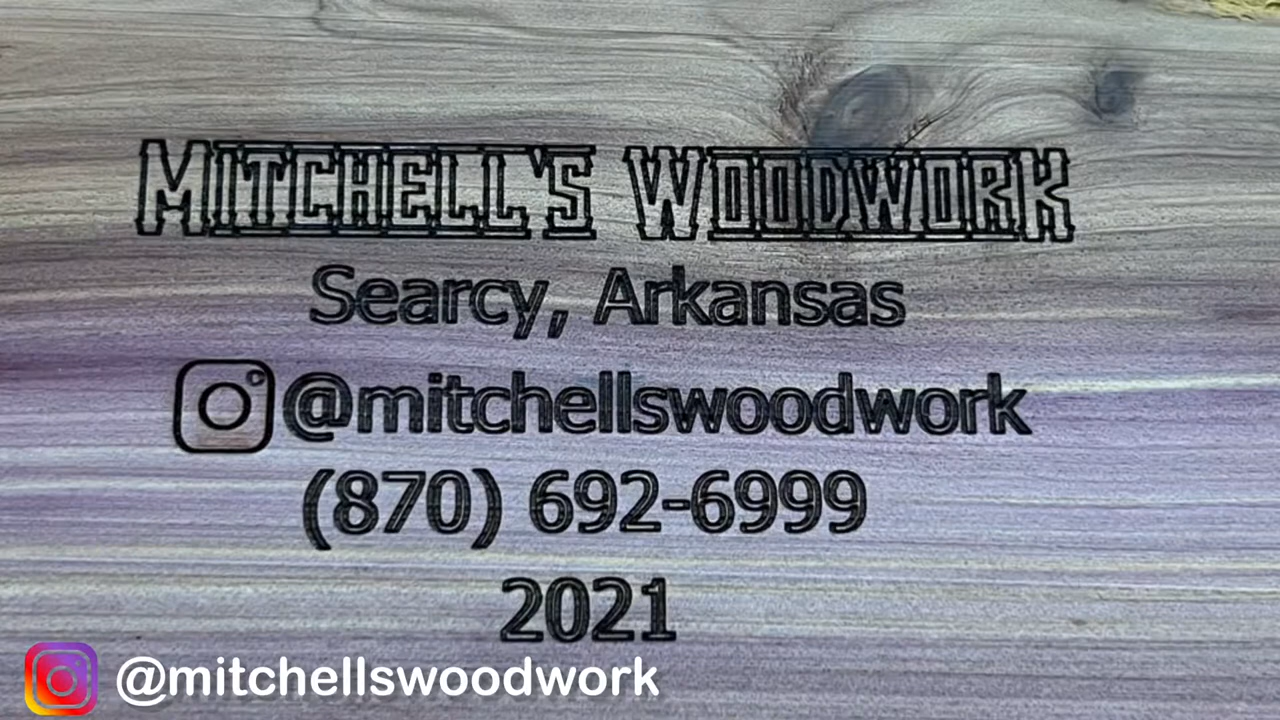 Mitchell's Woodwork
Searcy, Arkansas
@mitchellswoodwork
(870) 692-6999
2021
@mitchellswoodwork